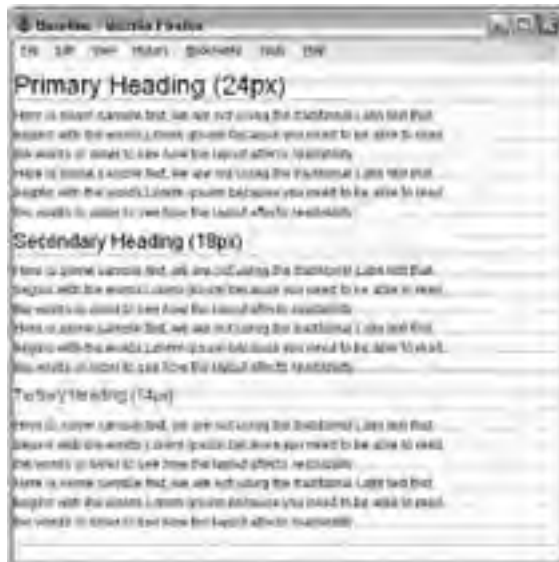 Baseline - Mozilla Firefox
File Edit View History Bookmarks Tools Help
Primary Heading (24px)
Here is some sample text, we are not using the traditional Latin text that
begins with the words Lorem ipsum because you need to be able to read
the words in order to see how the layout affects readability.
Here is some sample text, we are not using the traditional Latin text that
begins with the words Lorem ipsum because you need to be able to read
the words in order to see how the layout affects readability.
Secondary Heading (18px)
Here is some sample text, we are not using the traditional Latin text that
begins with the words Lorem ipsum because you need to be able to read
the words in order to see how the layout affects readability.
Here is some sample text, we are not using the traditional Latin text that
begins with the words Lorem ipsum because you need to be able to read
the words in order to see how the layout affects readability.
Tertiary Heading (14px)
Here is some sample text, we are not using the traditional Latin text that
begins with the words Lorem ipsum because you need to be able to read
the words in order to see how the layout affects readability.
Here is some sample text, we are not using the traditional Latin text that
begins with the words Lorem ipsum because you need to be able to read
the words in order to see how the layout affects readability.